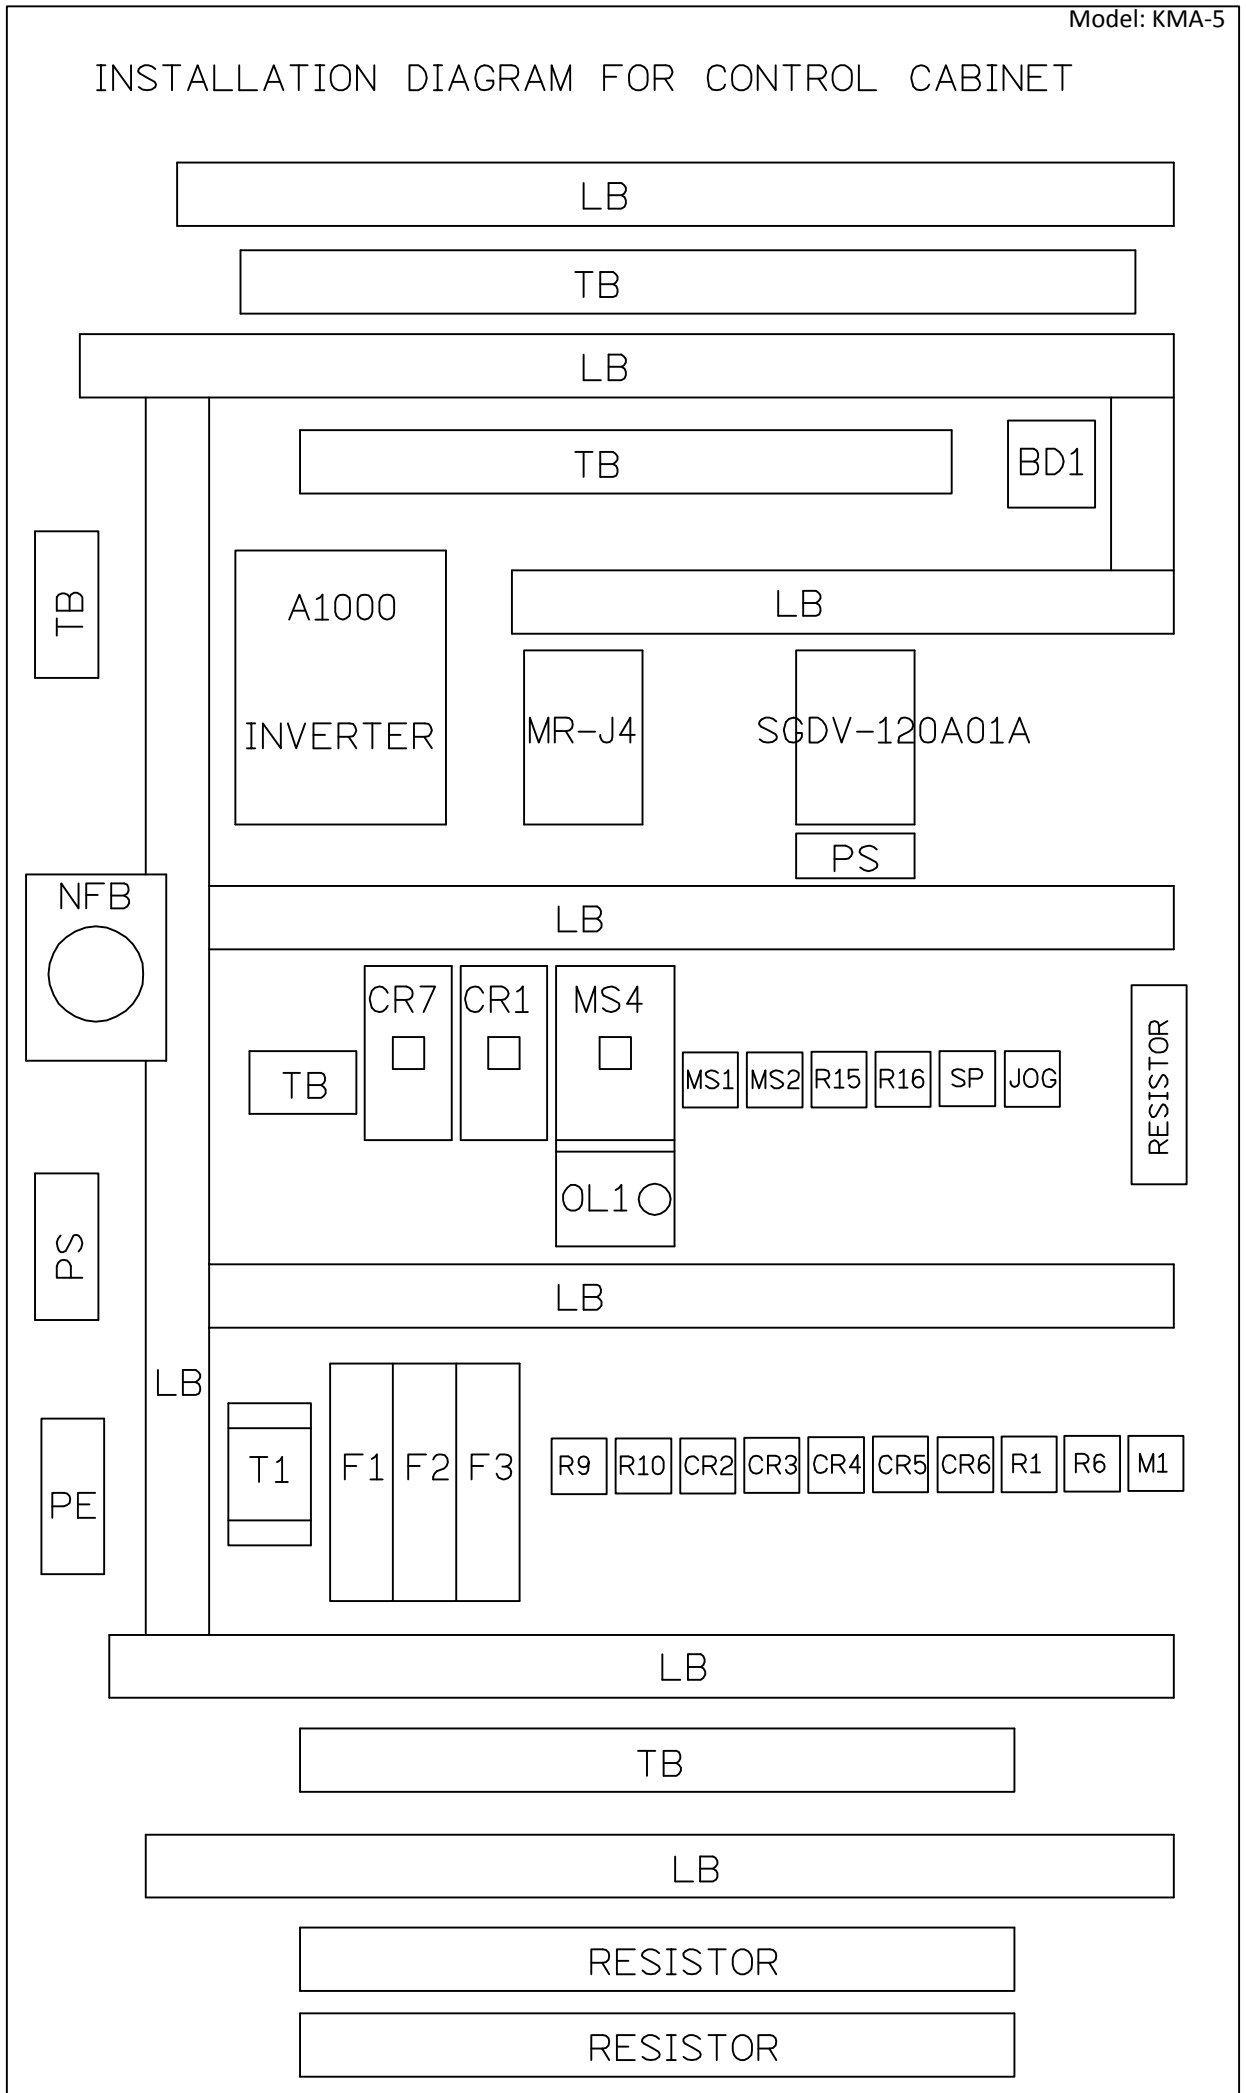 Model: KMA-5
INSTALLATION DIAGRAM FOR CONTROL CABINET
LB
TB
LB
TB
BD1
TB
A1000
INVERTER
LB
MR-J4
SGDV-120A01A
PS
NFB
LB
CR7
CR1
MS4
TB
MS1
MS2
R15
R16
SP
JOG
RESISTOR
OL1
PS
LB
LB
PE
T1
F1
F2
F3
R9
R10
CR2
CR3
CR4
CR5
CR6
R1
R6
M1
LB
TB
LB
RESISTOR
RESISTOR